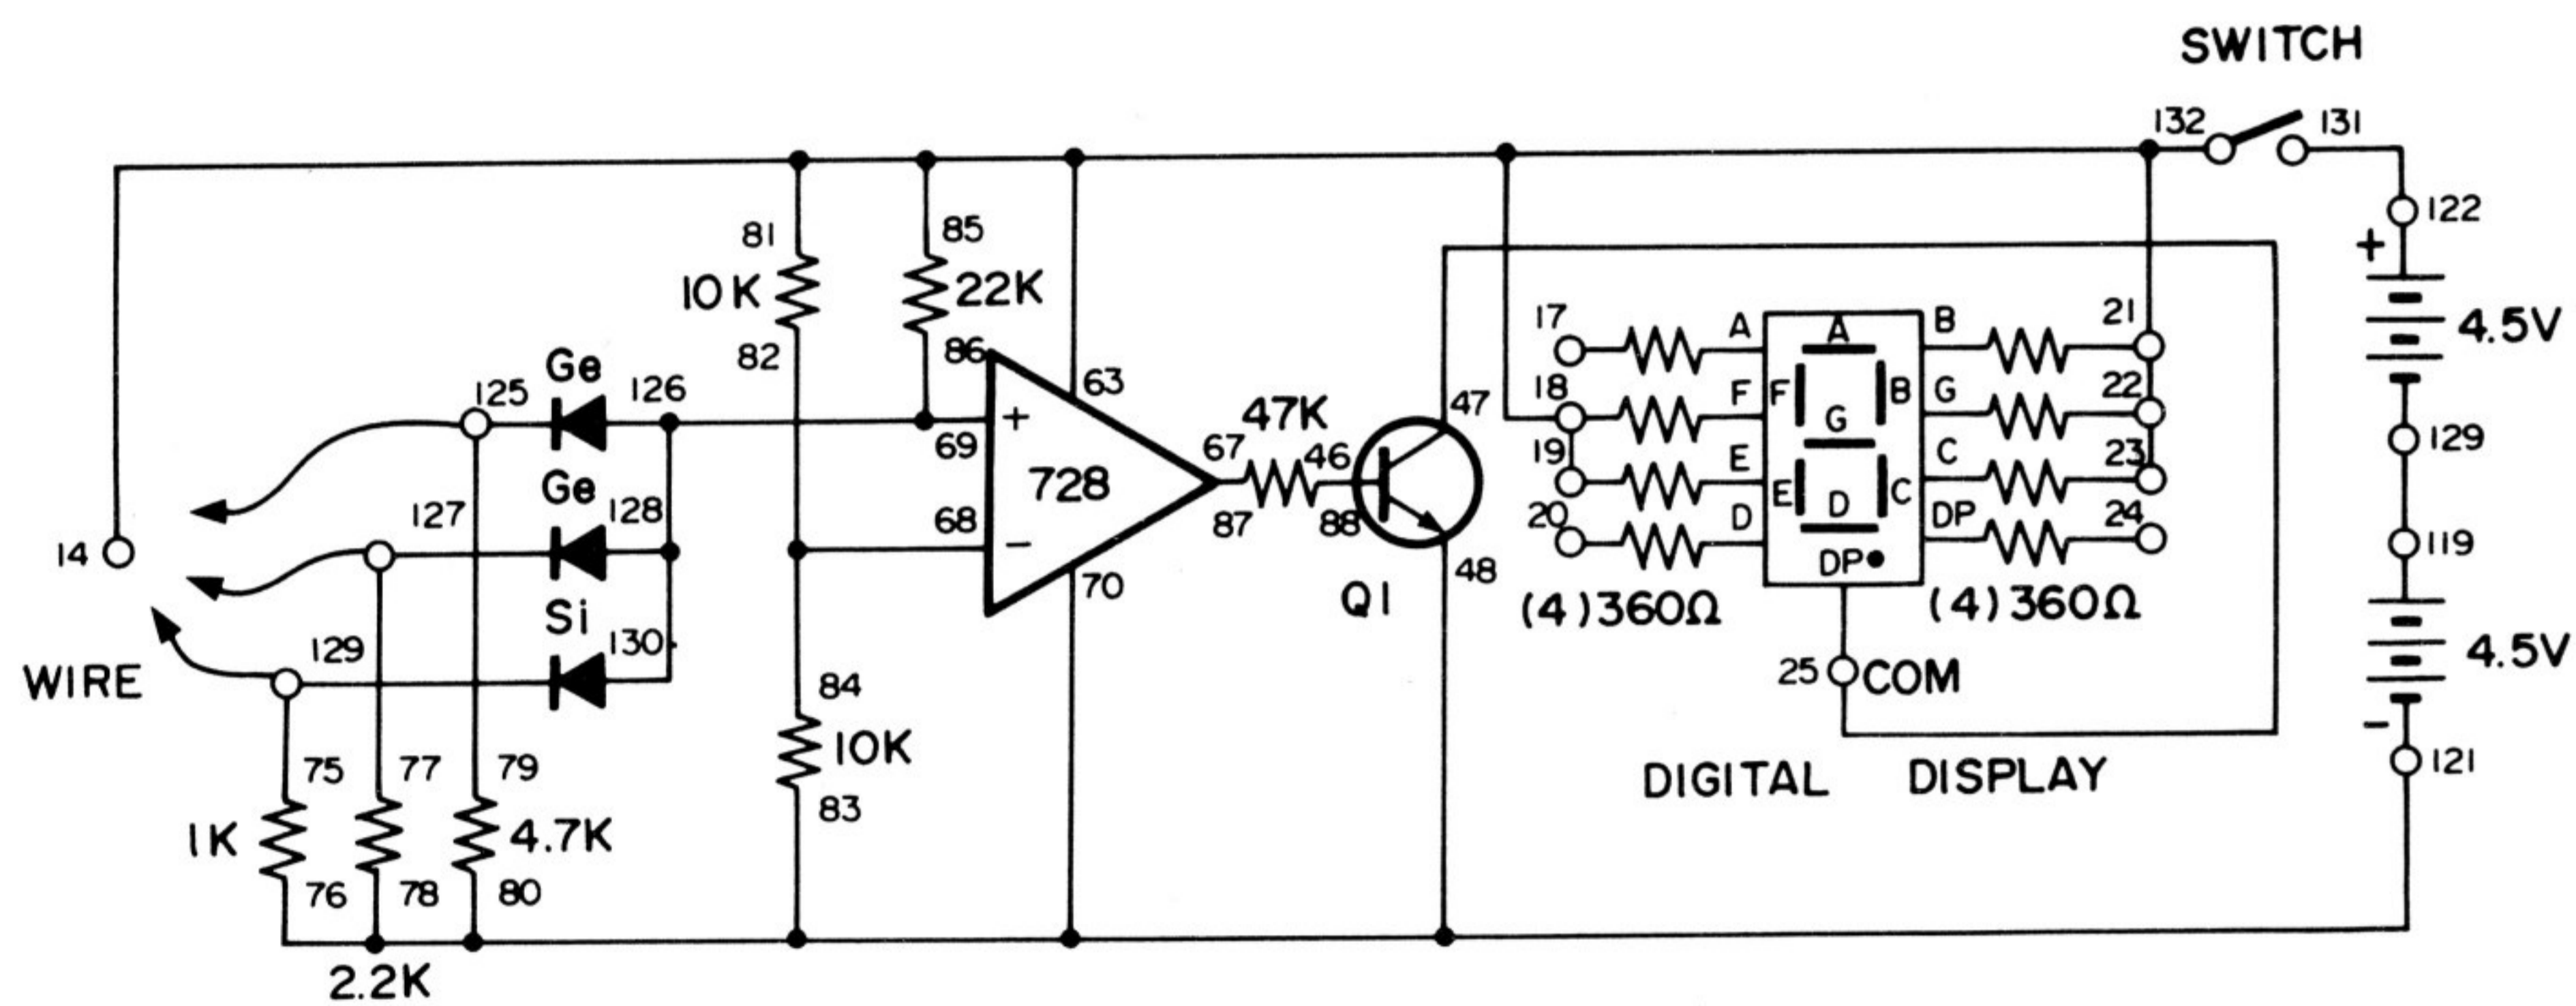 SWITCH
132
131
122
+
4.5V
129
119
4.5V
-
121
81
10K
82
85
22K
86
Ge
125
126
Ge
127
128
Si
129
130
14
WIRE
69
+
68
-
728
63
70
67
47K
46
87
88
47
48
Q1
17
18
19
20
A
F
E
D
A
F
B
G
E
D
C
DP
B
G
C
DP
21
22
23
24
(4)360Ω
(4)360Ω
25
COM
DIGITAL DISPLAY
84
10K
83
75
77
79
1K
4.7K
76
78
80
2.2K